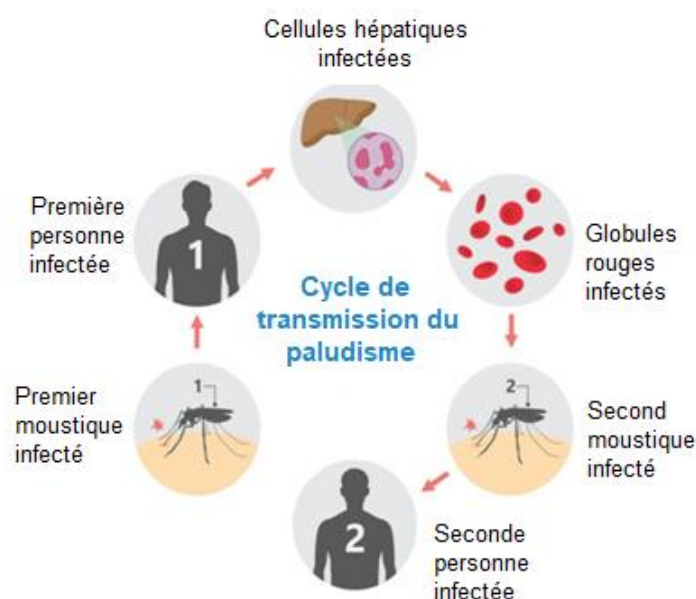 Cellules hépatiques
infectées
Première
personne
infectée
1
Globules
rouges
infectés
Cycle de
transmission du
paludisme
Premier
moustique
infecté
1
2
Second
moustique
infecté
2
Seconde
personne
infectée